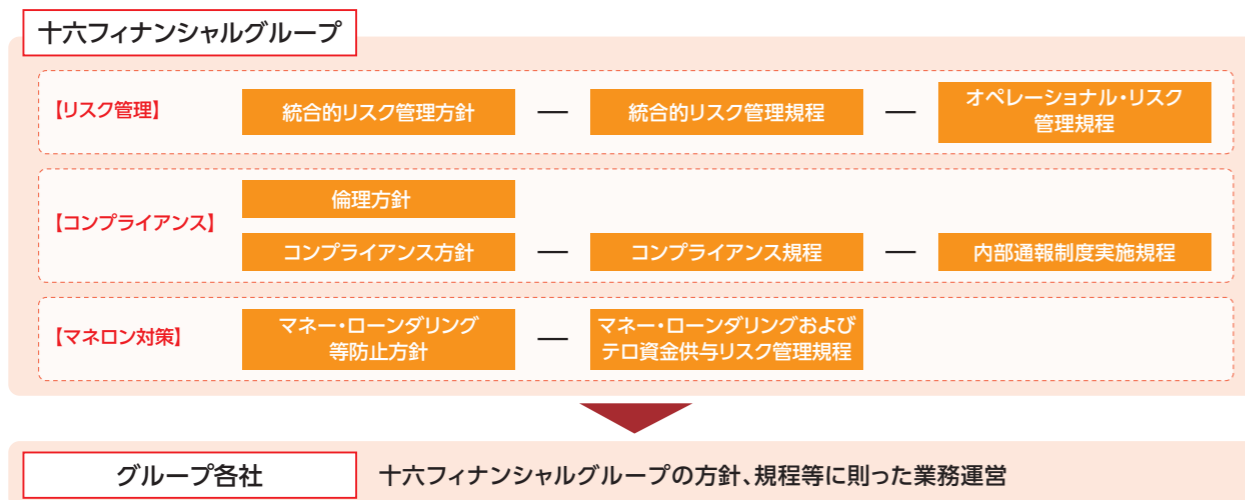 十六フィナンシャルグループ
【リスク管理】
統合的リスク管理方針
統合的リスク管理規程
オペレーショナル・リスク
管理規程
【コンプライアンス】
倫理方針
コンプライアンス方針
コンプライアンス規程
内部通報制度実施規程
【マネロン対策】
マネー・ローンダリング
等防止方針
マネー・ローンダリングおよび
テロ資金供与リスク管理規程
グループ各社
十六フィナンシャルグループの方針、規程等に則った業務運営